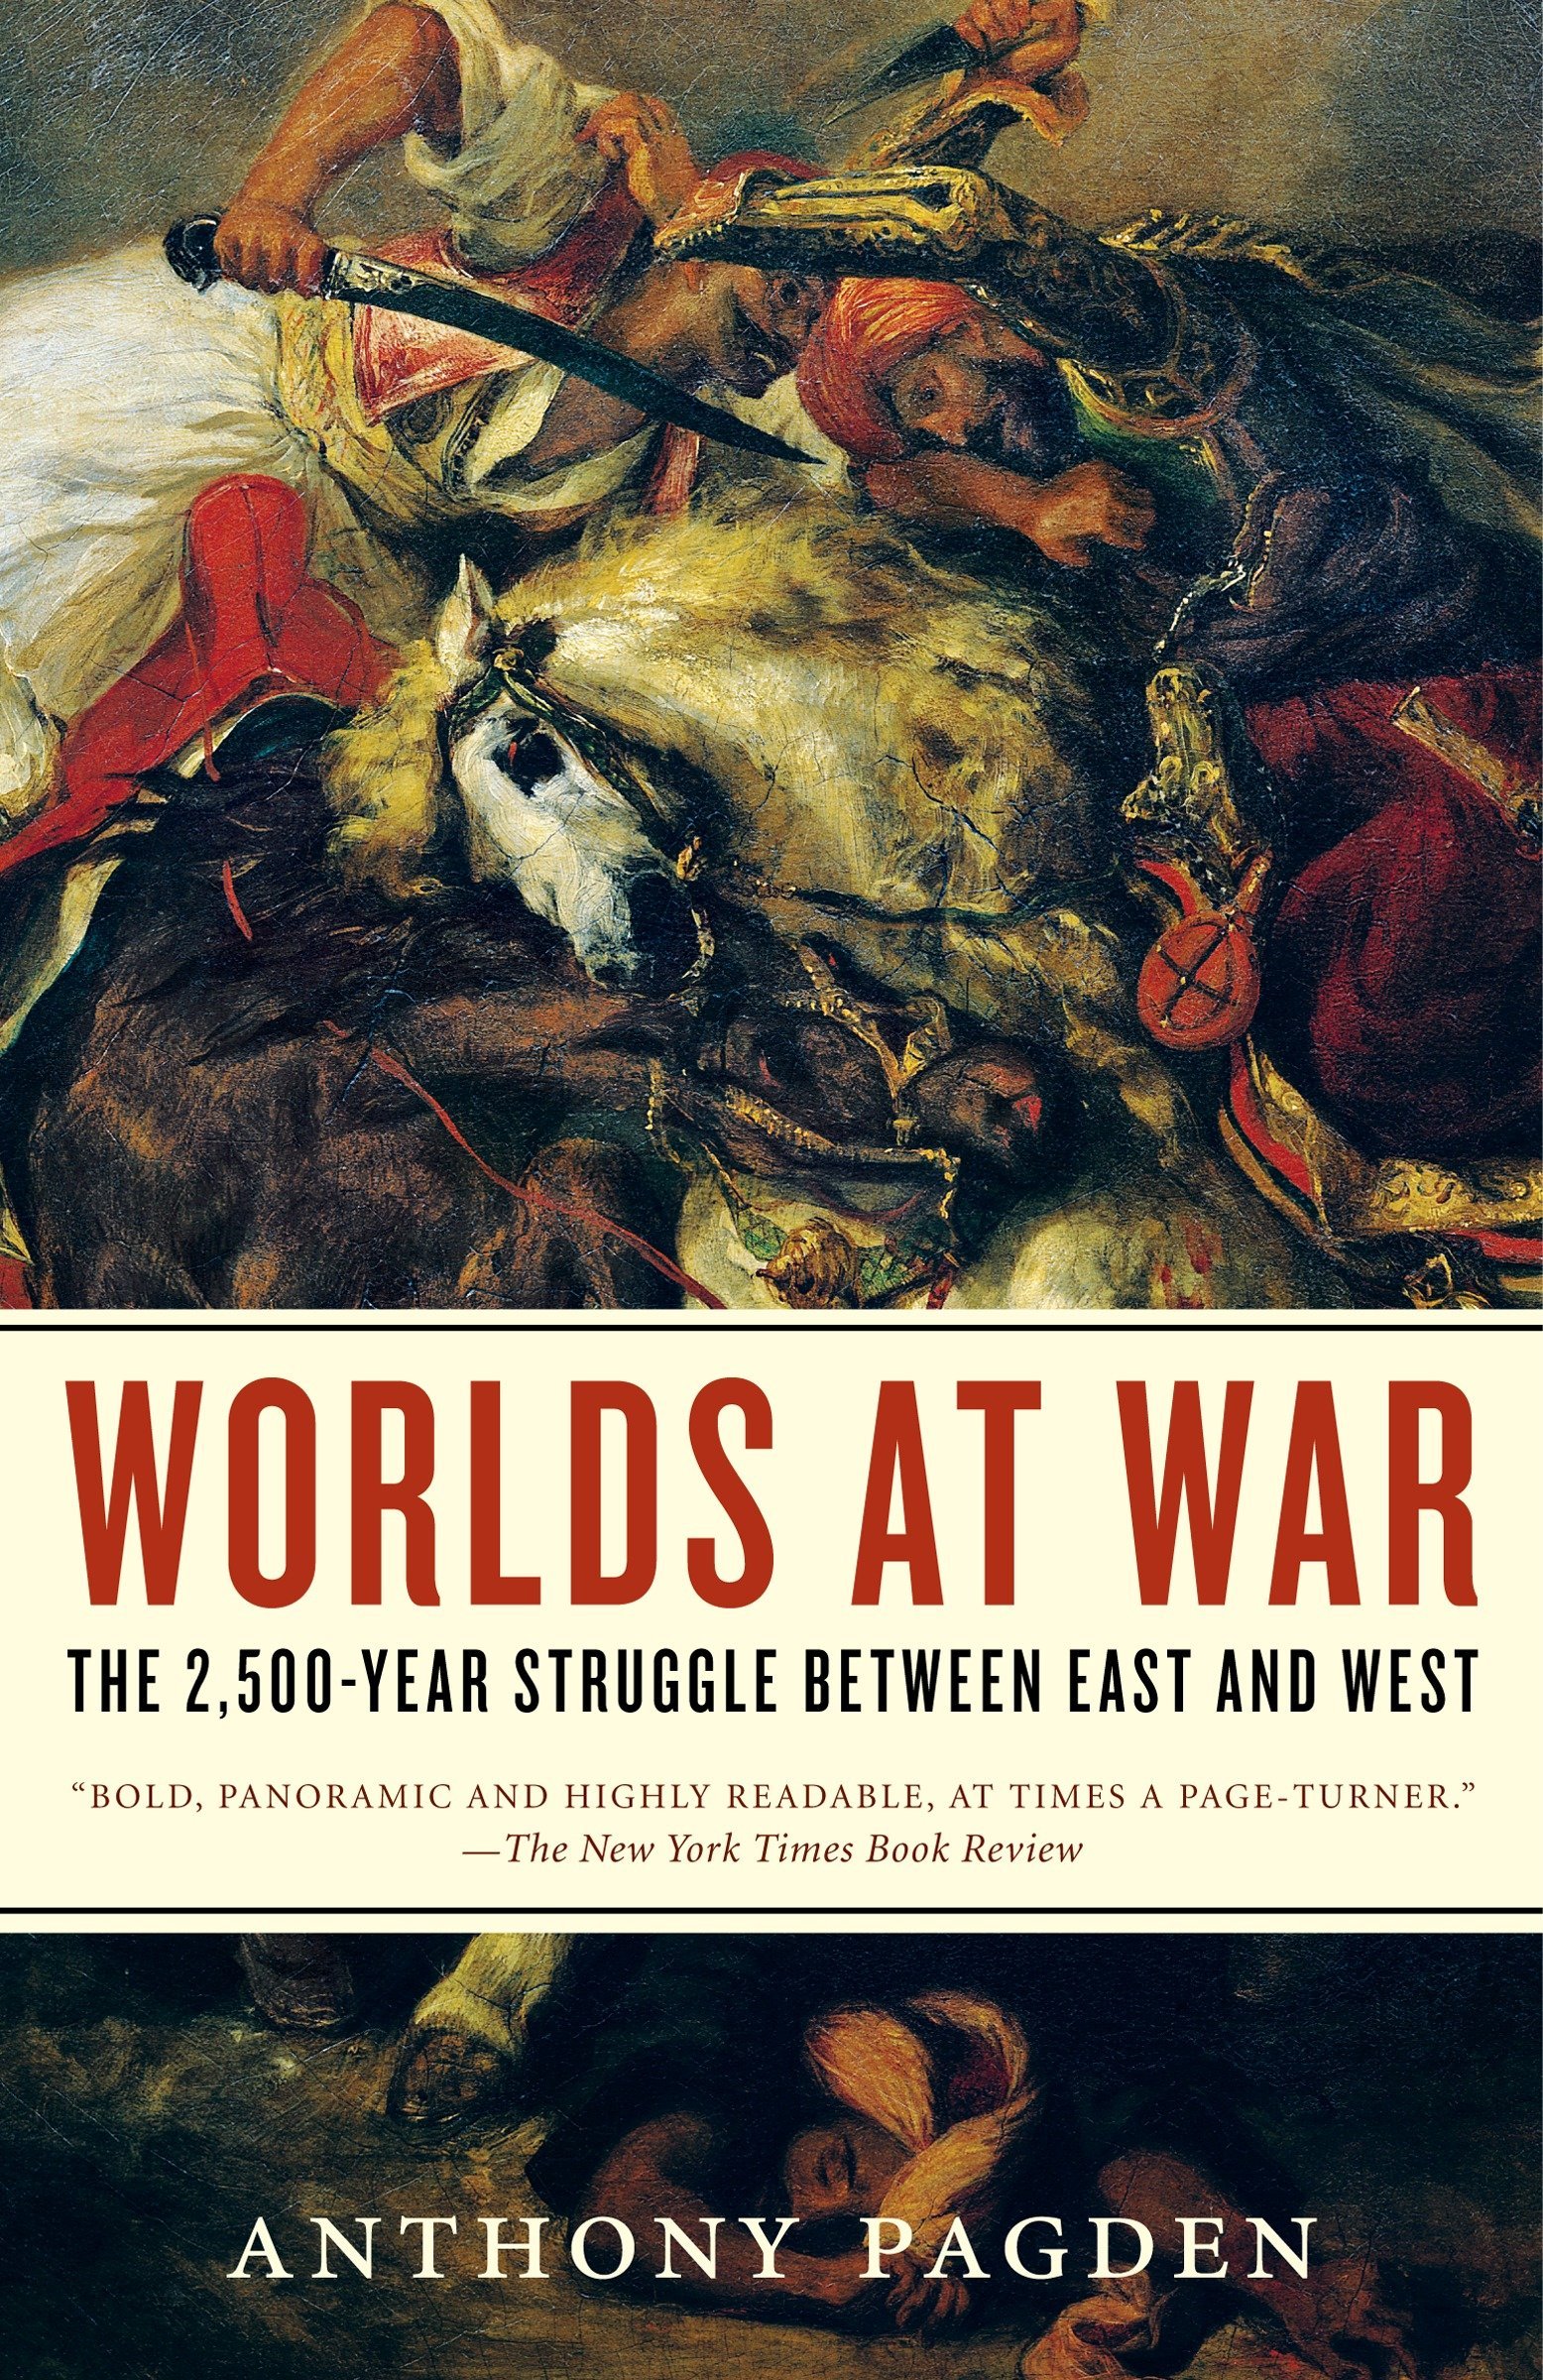 WORLDS AT WAR
THE 2,500-YEAR STRUGGLE BETWEEN EAST AND WEST
“BOLD, PANORAMIC AND HIGHLY READABLE, AT TIMES A PAGE-TURNER.”
—The New York Times Book Review
ANTHONY PAGDEN